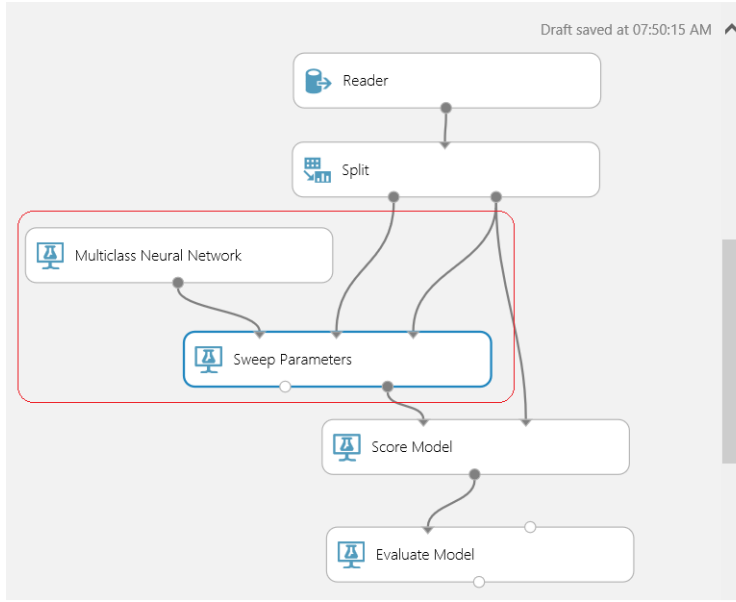 Draft saved at 07:50:15 AM
Reader
Split
Multiclass Neural Network
Sweep Parameters
Score Model
Evaluate Model